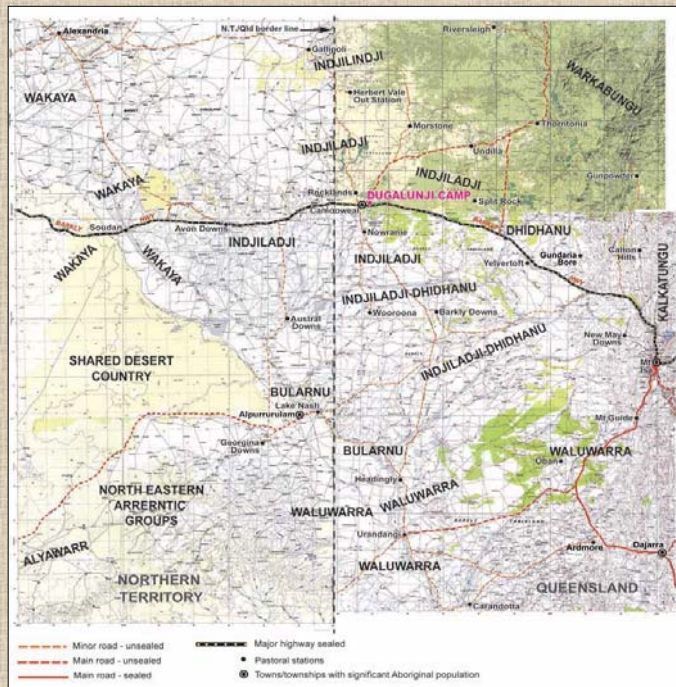 Alexandria
N.T./Qld border line
Gallipoli
Riversleigh
INDJILINDJI
WARKABUNGU
WAKAYA
Herbert Vale
Out Station
Morstone
Thorntonia
INDJILADJI
Undilla
WAKAYA
INDJILADJI
Gunpowder
Rocklands
DUGALUNJI CAMP
Split Rock
Camooweal
BARKLY
HWY
Soudan
Avon Downs
INDJILADJI
Nowranie
BARKLY
DHIDHANU
WAKAYA
WAKAYA
INDJILADJI
Yelvertoft
Gundaria
Bore
Calton
Hills
HWY
KALKATUNGU
INDJILADJI-DHIDHANU
Austral
Downs
Wooroona
Barkly Downs
New May
Downs
SHARED DESERT
COUNTRY
INDJILADJI-DHIDHANU
Mt
Isa
BULARNU
Lake Nash
Alpurrurulam
Mt Guide
Georgina
Downs
BULARNU
WALUWARRA
Oban
Headingly
NORTH EASTERN
ARRERNTIC
GROUPS
WALUWARRA
WALUWARRA
Urandangi
ALYAWARR
Ardmore
Dajarra
WALUWARRA
NORTHERN
TERRITORY
QUEENSLAND
Carandotta
Minor road - unsealed
Main road - unsealed
Main road - sealed
Major highway sealed
Pastoral stations
Towns/townships with significant Aboriginal population